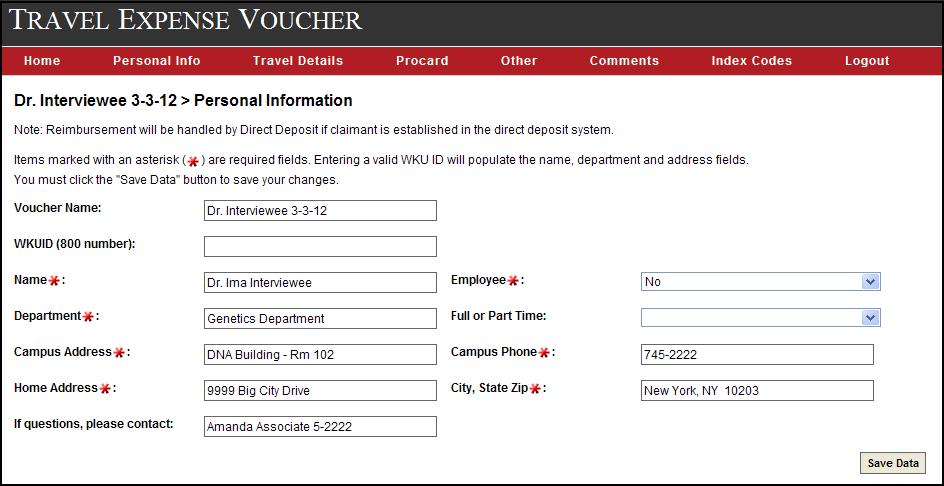 TRAVEL EXPENSE VOUCHER
Home Personal Info Travel Details Procard Other Comments Index Codes Logout
Dr. Interviewee 3-3-12 > Personal Information
Note: Reimbursement will be handled by Direct Deposit if claimant is established in the direct deposit system.
Items marked with an asterisk (*) are required fields. Entering a valid WKU ID will populate the name, department and address fields.
You must click the "Save Data" button to save your changes.
Voucher Name: Dr. Interviewee 3-3-12
WKUID (800 number):
Name*: Dr. Ima Interviewee Employee*: No
Department*: Genetics Department Full or Part Time:
Campus Address*: DNA Building - Rm 102 Campus Phone*: 745-2222
Home Address*: 9999 Big City Drive City, State Zip*: New York, NY 10203
If questions, please contact: Amanda Associate 5-2222
Save Data